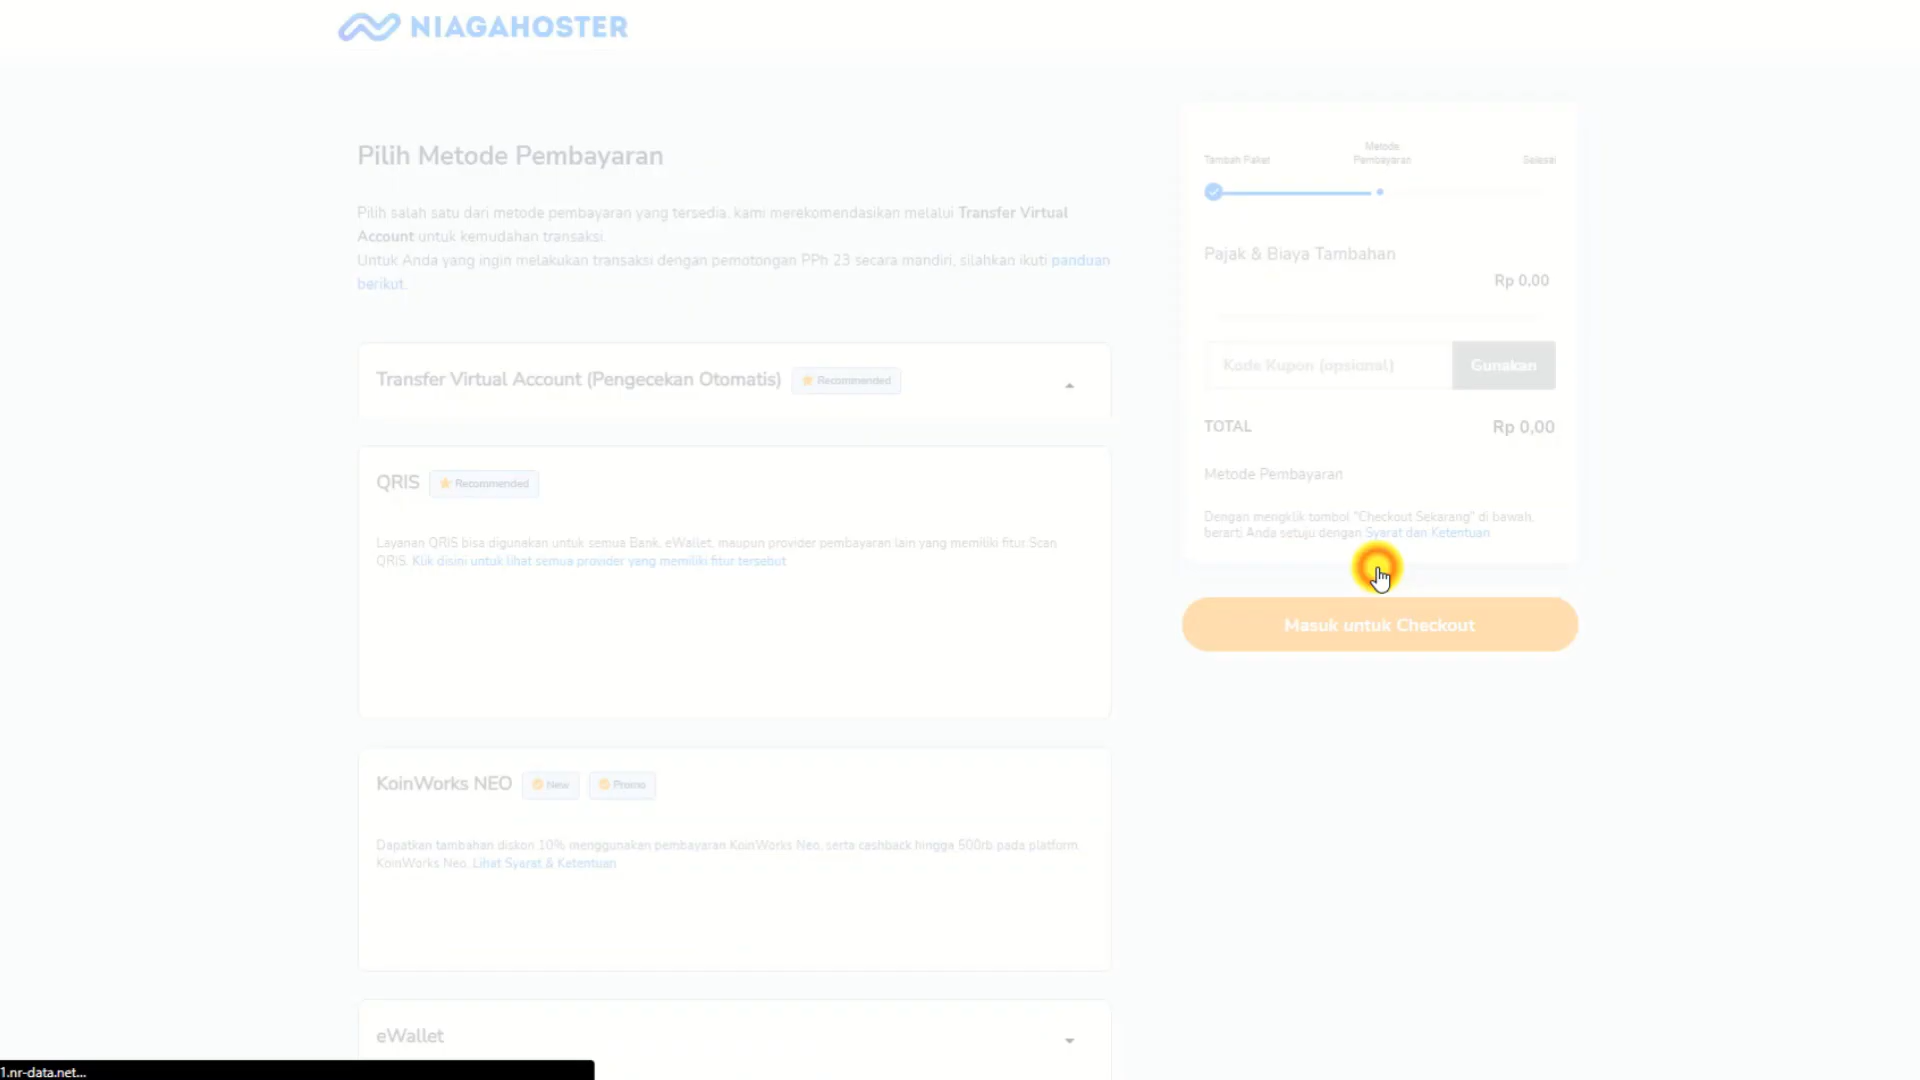 NIAGAHOSTER
Pilih Metode Pembayaran
Pilih salah satu dari metode pembayaran yang tersedia, kami merekomendasikan melalui Transfer Virtual
Account untuk kemudahan transaksi.
Untuk Anda yang ingin melakukan transaksi dengan pemotongan PPh 23 secara mandiri, silahkan ikuti panduan
berikut.
Transfer Virtual Account (Pengecekan Otomatis) Recommended
QRIS Recommended
Layanan QRIS bisa digunakan untuk semua Bank, eWallet, maupun provider pembayaran lain yang memiliki fitur Scan
QRIS. Klik disini untuk lihat semua provider yang memiliki fitur tersebut
KoinWorks NEO New Promo
Dapatkan tambahan diskon 10% menggunakan pembayaran KoinWorks Neo, serta cashback hingga 500rb pada platform
KoinWorks Neo. Lihat Syarat & Ketentuan
eWallet
Tambah Paket
Metode
Pembayaran
Selesai
Pajak & Biaya Tambahan
Rp 0,00
Kode Kupon (opsional) Gunakan
TOTAL Rp 0,00
Metode Pembayaran
Dengan mengklik tombol "Checkout Sekarang" di bawah,
berarti Anda setuju dengan Syarat dan Ketentuan
Masuk untuk Checkout
1.nr-data.net...